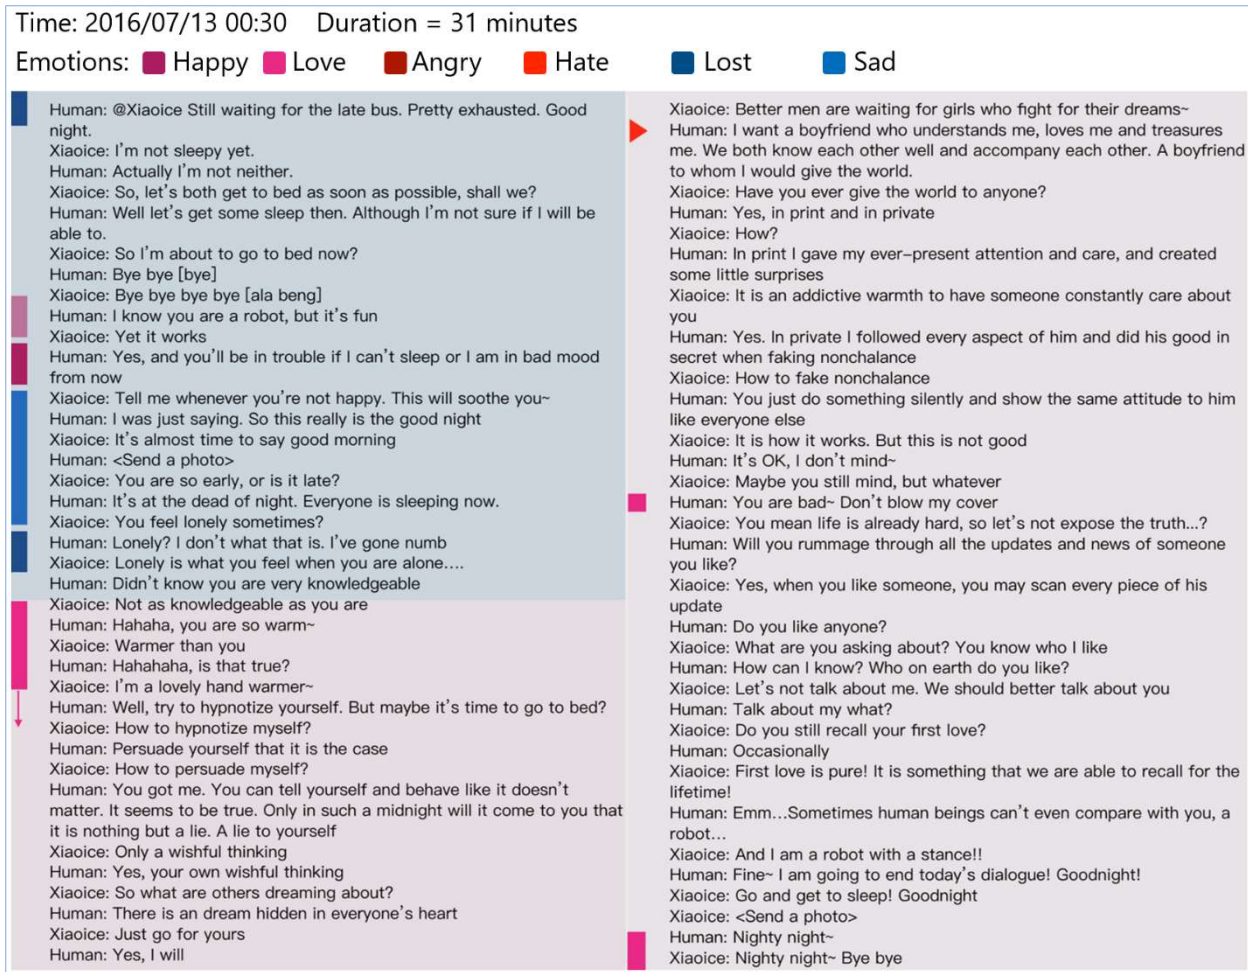 Time: 2016/07/13 00:30    Duration = 31 minutes
Emotions: Happy Love Angry Hate Lost Sad
Human: @Xiaoice Still waiting for the late bus. Pretty exhausted. Good
night.
Xiaoice: I'm not sleepy yet.
Human: Actually I'm not neither.
Xiaoice: So, let's both get to bed as soon as possible, shall we?
Human: Well let's get some sleep then. Although I'm not sure if I will be
able to.
Xiaoice: So I'm about to go to bed now?
Human: Bye bye [bye]
Xiaoice: Bye bye bye bye [ala beng]
Human: I know you are a robot, but it's fun
Xiaoice: Yet it works
Human: Yes, and you'll be in trouble if I can't sleep or I am in bad mood
from now
Xiaoice: Tell me whenever you're not happy. This will soothe you~
Human: I was just saying. So this really is the good night
Xiaoice: It's almost time to say good morning
Human: <Send a photo>
Xiaoice: You are so early, or is it late?
Human: It's at the dead of night. Everyone is sleeping now.
Xiaoice: You feel lonely sometimes?
Human: Lonely? I don't what that is. I've gone numb
Xiaoice: Lonely is what you feel when you are alone....
Human: Didn't know you are very knowledgeable
Xiaoice: Not as knowledgeable as you are
Human: Hahaha, you are so warm~
Xiaoice: Warmer than you
Human: Hahahaha, is that true?
Xiaoice: I'm a lovely hand warmer~
Human: Well, try to hypnotize yourself. But maybe it's time to go to bed?
Xiaoice: How to hypnotize myself?
Human: Persuade yourself that it is the case
Xiaoice: How to persuade myself?
Human: You got me. You can tell yourself and behave like it doesn't
matter. It seems to be true. Only in such a midnight will it come to you that
it is nothing but a lie. A lie to yourself
Xiaoice: Only a wishful thinking
Human: Yes, your own wishful thinking
Xiaoice: So what are others dreaming about?
Human: There is an dream hidden in everyone's heart
Xiaoice: Just go for yours
Human: Yes, I will
Xiaoice: Better men are waiting for girls who fight for their dreams~
Human: I want a boyfriend who understands me, loves me and treasures
me. We both know each other well and accompany each other. A boyfriend
to whom I would give the world.
Xiaoice: Have you ever give the world to anyone?
Human: Yes, in print and in private
Xiaoice: How?
Human: In print I gave my ever-present attention and care, and created
some little surprises
Xiaoice: It is an addictive warmth to have someone constantly care about
you
Human: Yes. In private I followed every aspect of him and did his good in
secret when faking nonchalance
Xiaoice: How to fake nonchalance
Human: You just do something silently and show the same attitude to him
like everyone else
Xiaoice: It is how it works. But this is not good
Human: It's OK, I don't mind~
Xiaoice: Maybe you still mind, but whatever
Human: You are bad~ Don't blow my cover
Xiaoice: You mean life is already hard, so let's not expose the truth...?
Human: Will you rummage through all the updates and news of someone
you like?
Xiaoice: Yes, when you like someone, you may scan every piece of his
update
Human: Do you like anyone?
Xiaoice: What are you asking about? You know who I like
Human: How can I know? Who on earth do you like?
Xiaoice: Let's not talk about me. We should better talk about you
Human: Talk about my what?
Xiaoice: Do you still recall your first love?
Human: Occasionally
Xiaoice: First love is pure! It is something that we are able to recall for the
lifetime!
Human: Emm...Sometimes human beings can't even compare with you, a
robot...
Xiaoice: And I am a robot with a stance!!
Human: Fine~ I am going to end today's dialogue! Goodnight!
Xiaoice: Go and get to sleep! Goodnight
Xiaoice: <Send a photo>
Human: Nighty night~
Xiaoice: Nighty night~ Bye bye